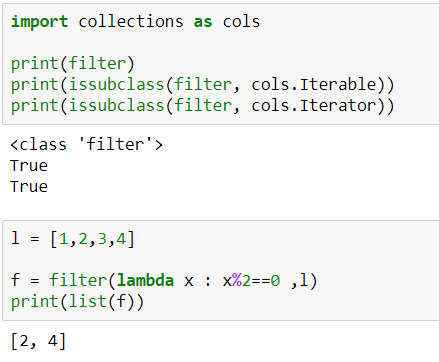 import collections as cols
print(filter)
print(issubclass(filter, cols.Iterable))
print(issubclass(filter, cols.Iterator))
<class 'filter'>
True
True
l = [1,2,3,4]
f = filter(lambda x : x%2==0 ,l)
print(list(f))
[2, 4]